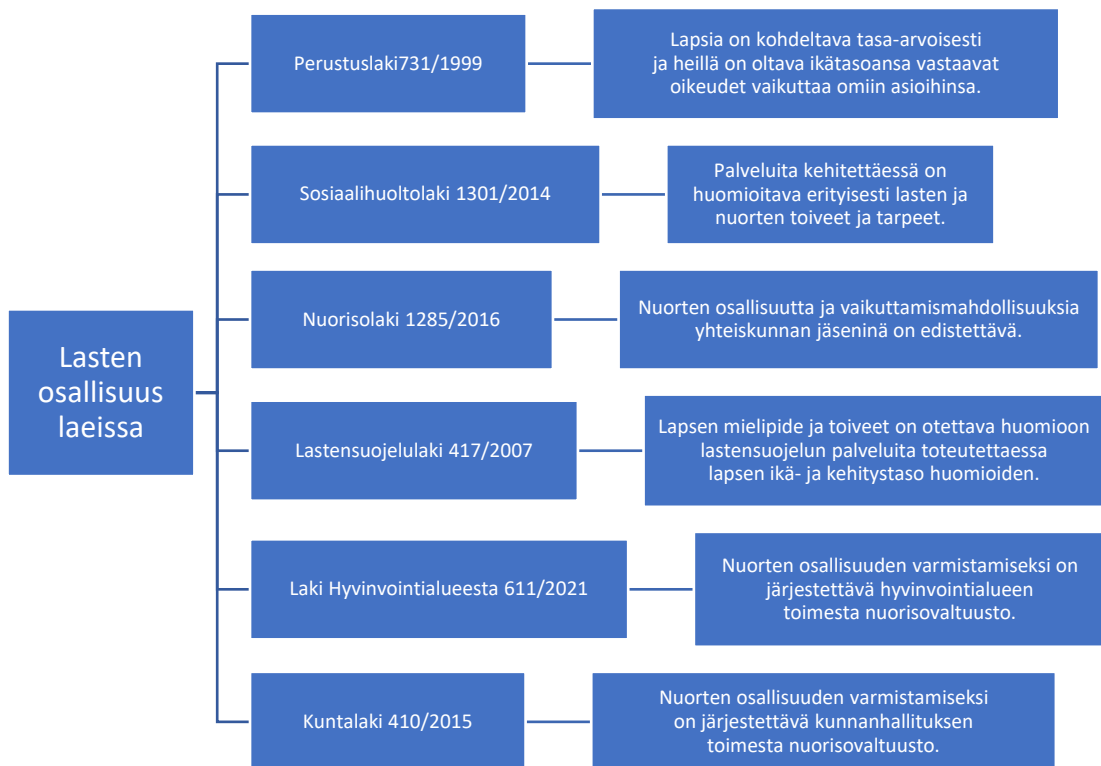 Lasten
osallisuus
laeissa
Perustuslaki731/1999
Lapsia on kohdeltava tasa-arvoisesti
ja heillä on oltava ikätasoansa vastaavat
oikeudet vaikuttaa omiin asioihinsa.
Sosiaalihuoltolaki 1301/2014
Palveluita kehitettäessä on
huomioitava erityisesti lasten ja
nuorten toiveet ja tarpeet.
Nuorisolaki 1285/2016
Nuorten osallisuutta ja vaikuttamismahdollisuuksia
yhteiskunnan jäseninä on edistettävä.
Lastensuojelulaki 417/2007
Lapsen mielipide ja toiveet on otettava huomioon
lastensuojelun palveluita toteutettaessa
lapsen ikä- ja kehitystaso huomioiden.
Laki Hyvinvointialueesta 611/2021
Nuorten osallisuuden varmistamiseksi on
järjestettävä hyvinvointialueen
toimesta nuorisovaltuusto.
Kuntalaki 410/2015
Nuorten osallisuuden varmistamiseksi
on järjestettävä kunnanhallituksen
toimesta nuorisovaltuusto.